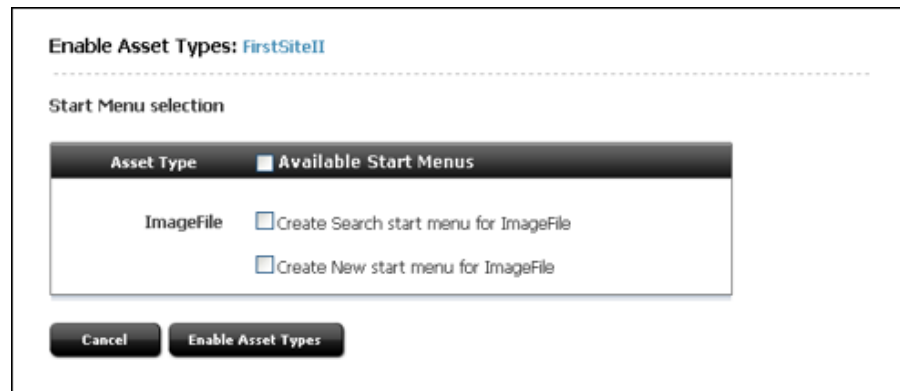 Enable Asset Types: FirstSiteII
Start Menu selection
Asset Type Available Start Menus
ImageFile Create Search start menu for ImageFile
Create New start menu for ImageFile
Cancel Enable Asset Types